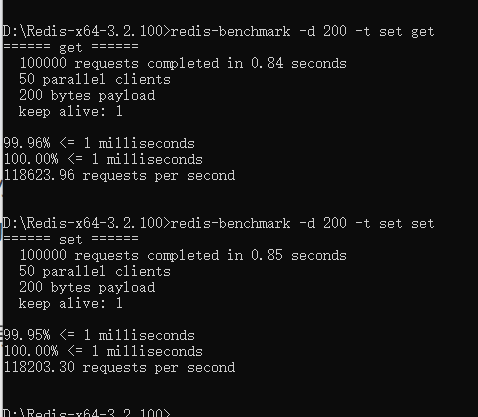 D:\Redis-x64-3.2.100>redis-benchmark -d 200 -t set get
====== get ======
  100000 requests completed in 0.84 seconds
  50 parallel clients
  200 bytes payload
  keep alive: 1

99.96% <= 1 milliseconds
100.00% <= 1 milliseconds
118623.96 requests per second

D:\Redis-x64-3.2.100>redis-benchmark -d 200 -t set set
====== set ======
  100000 requests completed in 0.85 seconds
  50 parallel clients
  200 bytes payload
  keep alive: 1

99.95% <= 1 milliseconds
100.00% <= 1 milliseconds
118203.30 requests per second

D:\Redis-x64-3.2.100>